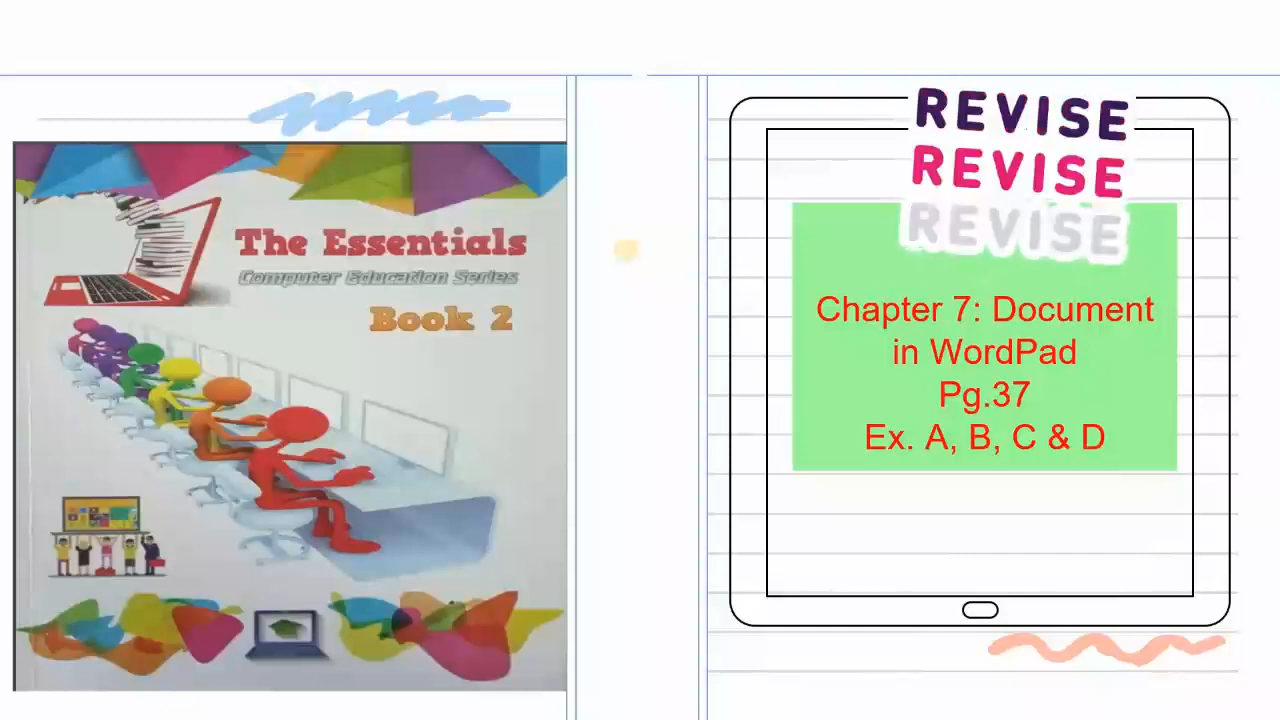 The Essentials
Computer Education Series
Book 2
REVISE
REVISE
REVISE
Chapter 7: Document
in WordPad
Pg.37
Ex. A, B, C & D